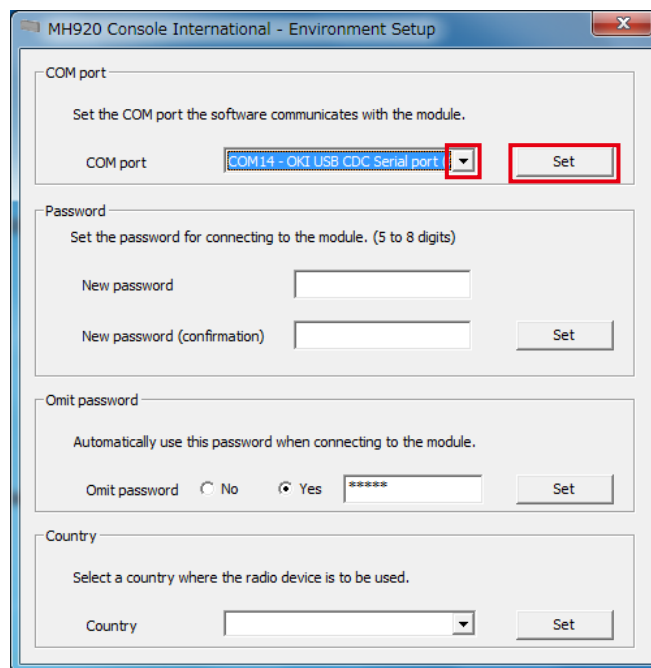 MH920 Console International - Environment Setup
COM port
Set the COM port the software communicates with the module.
COM port COM14 - OKI USB CDC Serial port ( Set
Password
Set the password for connecting to the module. (5 to 8 digits)
New password
New password (confirmation) Set
Omit password
Automatically use this password when connecting to the module.
Omit password No Yes ***** Set
Country
Select a country where the radio device is to be used.
Country Set